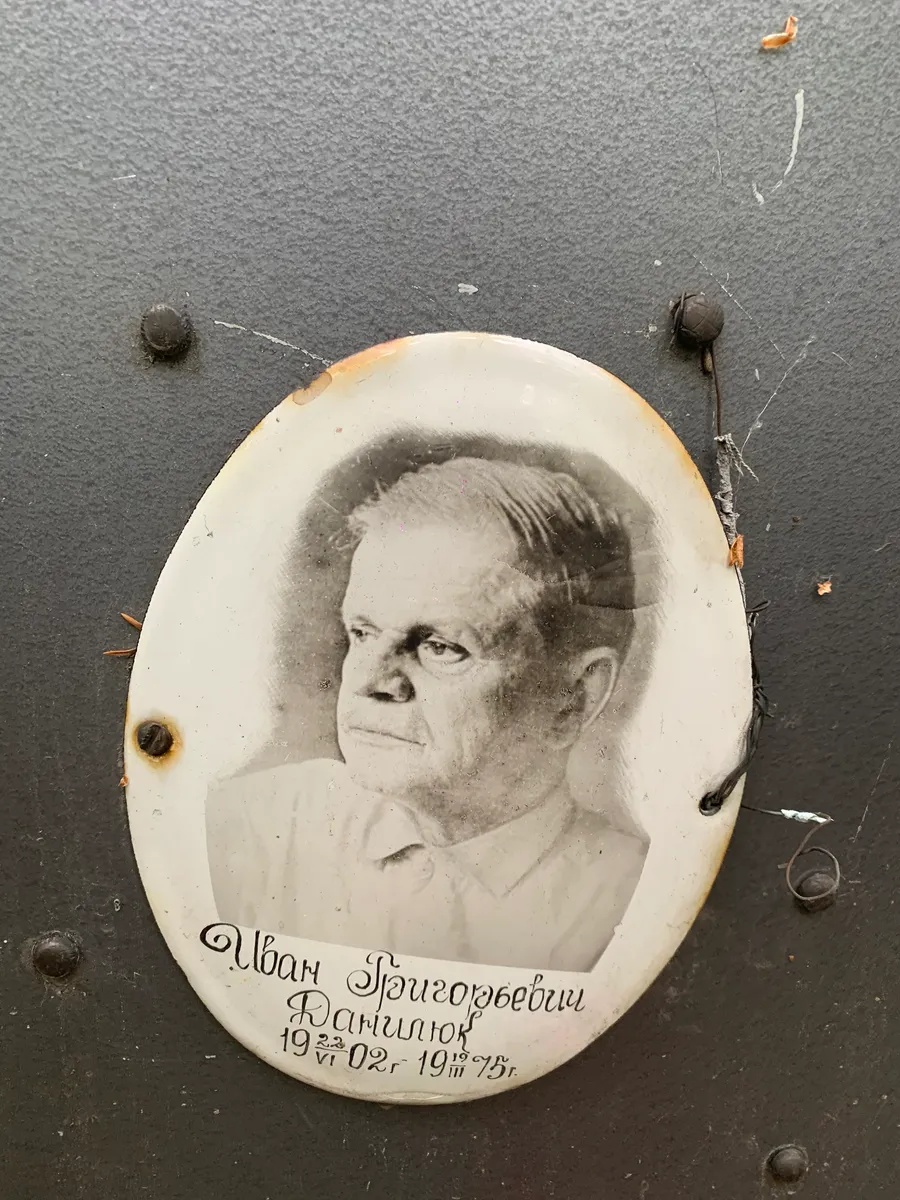 Иван Григорьевич
Данилюк
19 22/VI 02г 19 19/III 75г.